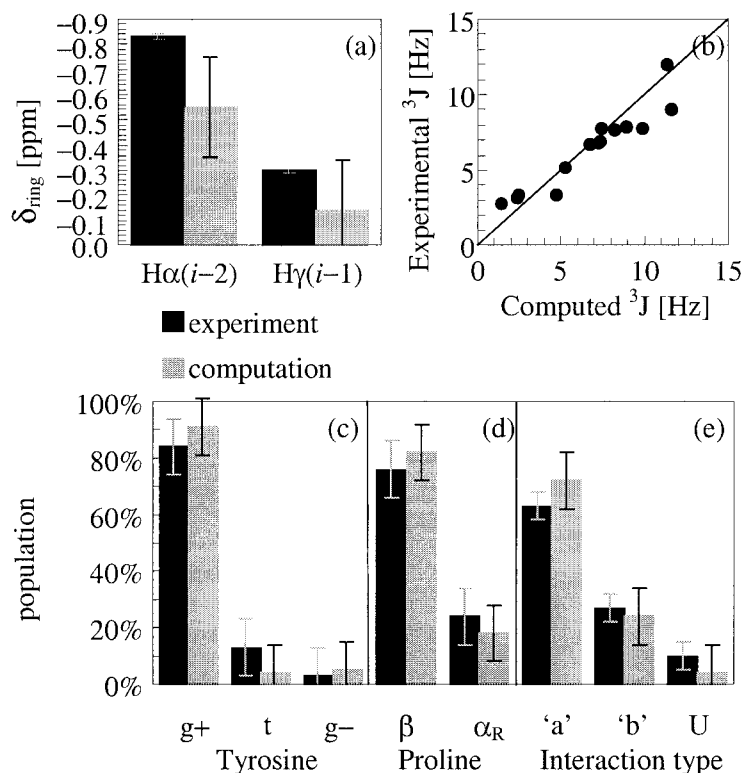 −0.9
−0.8
−0.7
−0.6
−0.5
−0.4
−0.3
−0.2
−0.1
0.0
δring [ppm]
(a)
Hα(i−2) Hγ(i−1)
15
10
5
0
Experimental ³J [Hz]
(b)
0 5 10 15
Computed ³J [Hz]
experiment
computation
100%
80%
60%
40%
20%
0%
population
(c) (d) (e)
g+ t g− β αR ‘a’ ‘b’ U
Tyrosine Proline Interaction type